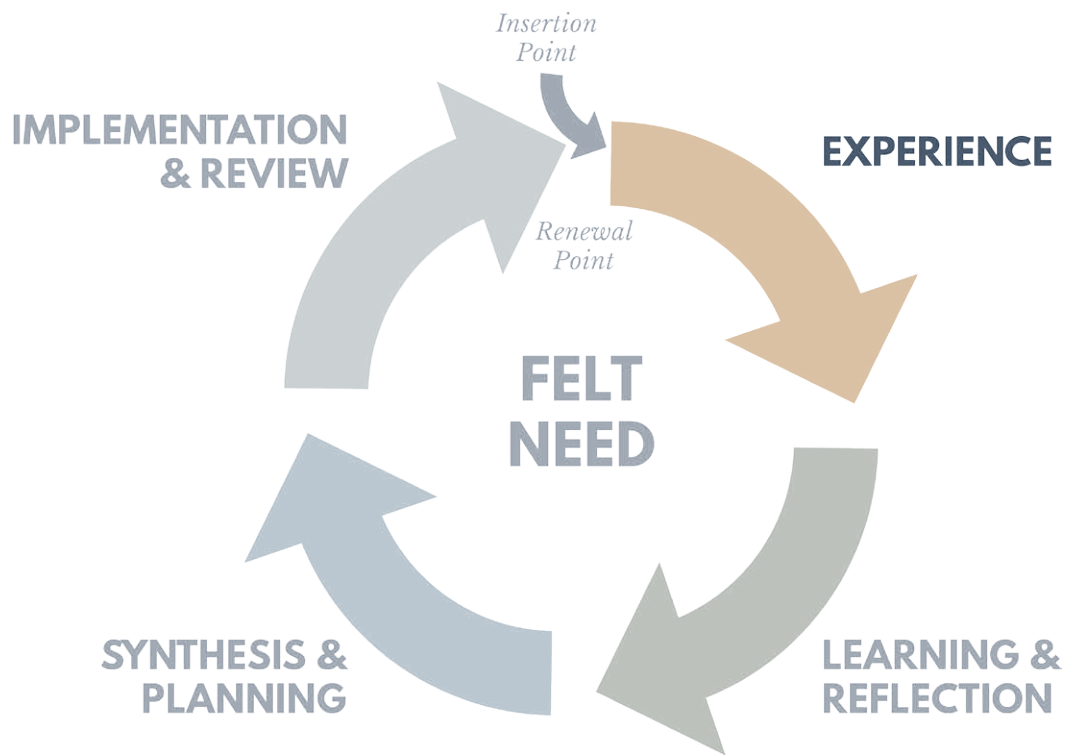 Insertion
Point
IMPLEMENTATION
& REVIEW
EXPERIENCE
Renewal
Point
FELT
NEED
SYNTHESIS &
PLANNING
LEARNING &
REFLECTION